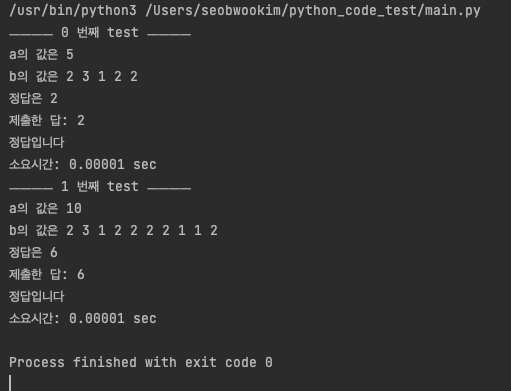 /usr/bin/python3 /Users/seobwookim/python_code_test/main.py
————— 0 번째 test —————
a의 값은 5
b의 값은 2 3 1 2 2
정답은 2
제출한 답: 2
정답입니다
소요시간: 0.00001 sec
————— 1 번째 test —————
a의 값은 10
b의 값은 2 3 1 2 2 2 2 1 1 2
정답은 6
제출한 답: 6
정답입니다
소요시간: 0.00001 sec
Process finished with exit code 0